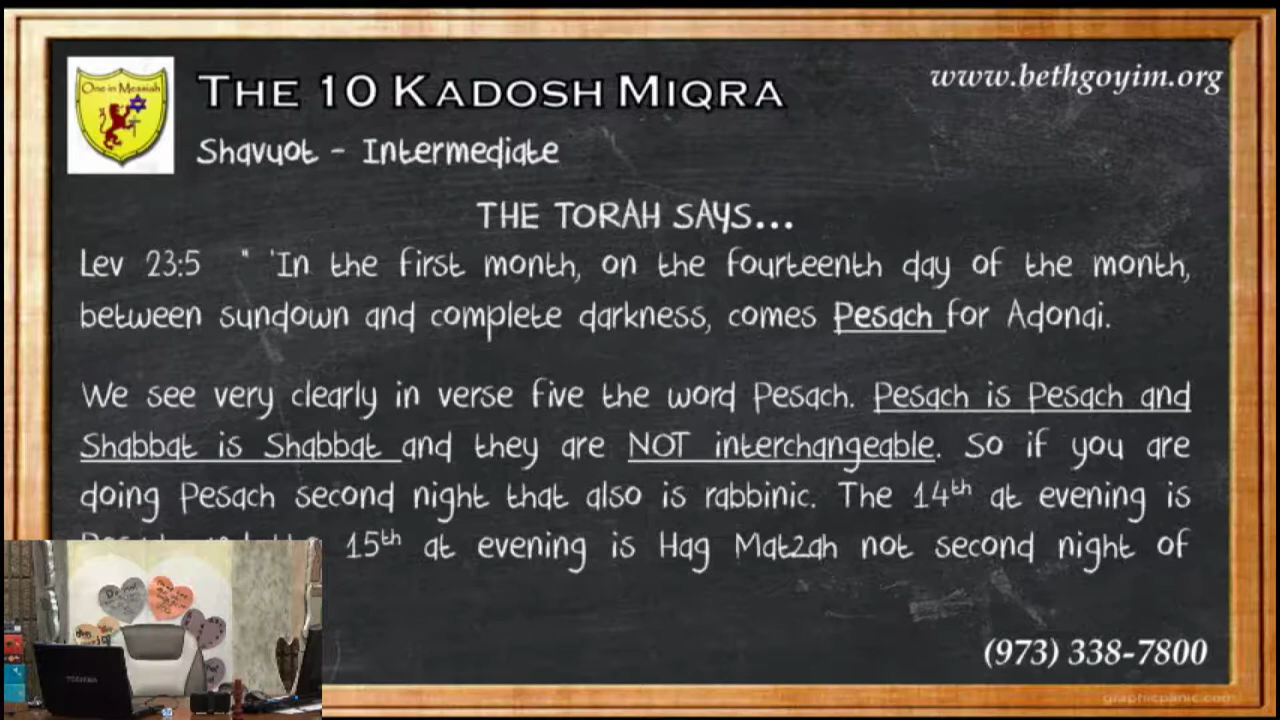 One in Messiah
THE 10 KADOSH MIQRA
www.bethgoyim.org
Shavuot - Intermediate
THE TORAH SAYS...
Lev 23:5 " 'In the first month, on the fourteenth day of the month,
between sundown and complete darkness, comes Pesach for Adonai.
We see very clearly in verse five the word Pesach. Pesach is Pesach and
Shabbat is Shabbat and they are NOT interchangeable. So if you are
doing Pesach second night that also is rabbinic. The 14th at evening is
15th at evening is Hag Matzah not second night of
(973) 338-7800
TOSHIBA
graphicpanic.com